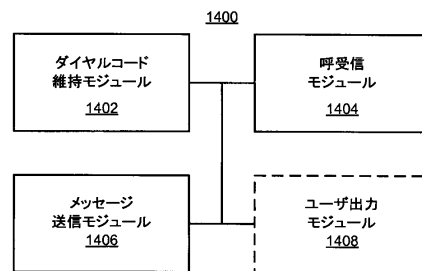 1400
ダイヤルコード
維持モジュール
1402
呼受信
モジュール
1404
メッセージ
送信モジュール
1406
ユーザ出力
モジュール
1408